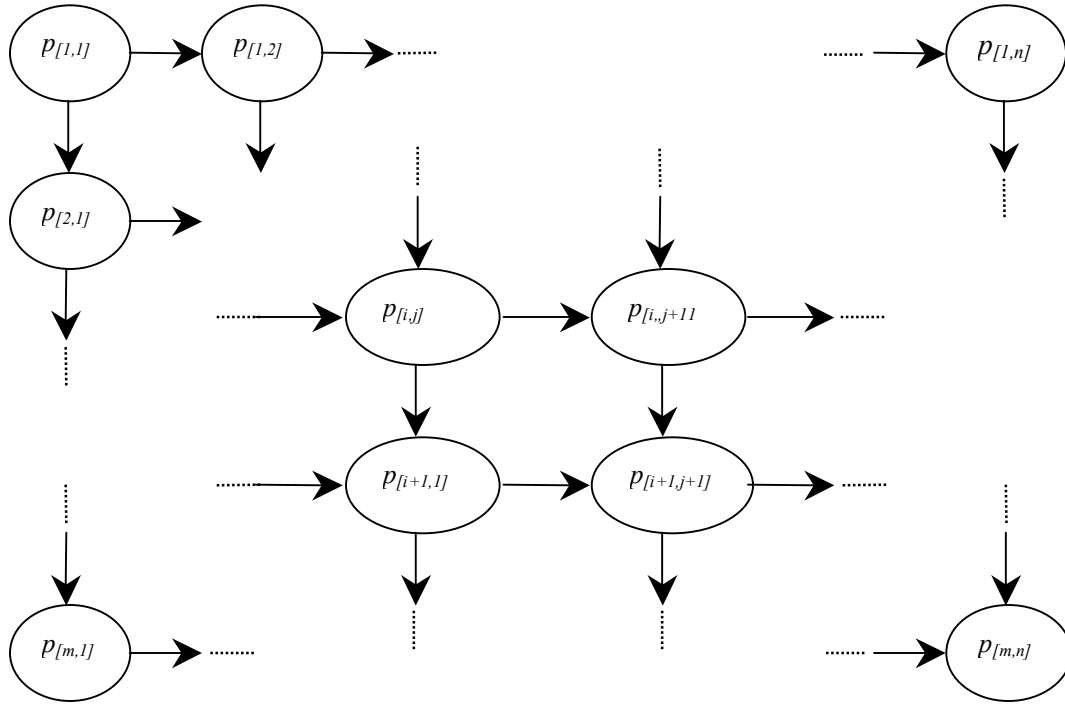 p[1,1] p[1,2] p[1,n]
p[2,1]
p[i,j] p[i,,j+11
p[i+1,1] p[i+1,j+1]
p[m,1] p[m,n]